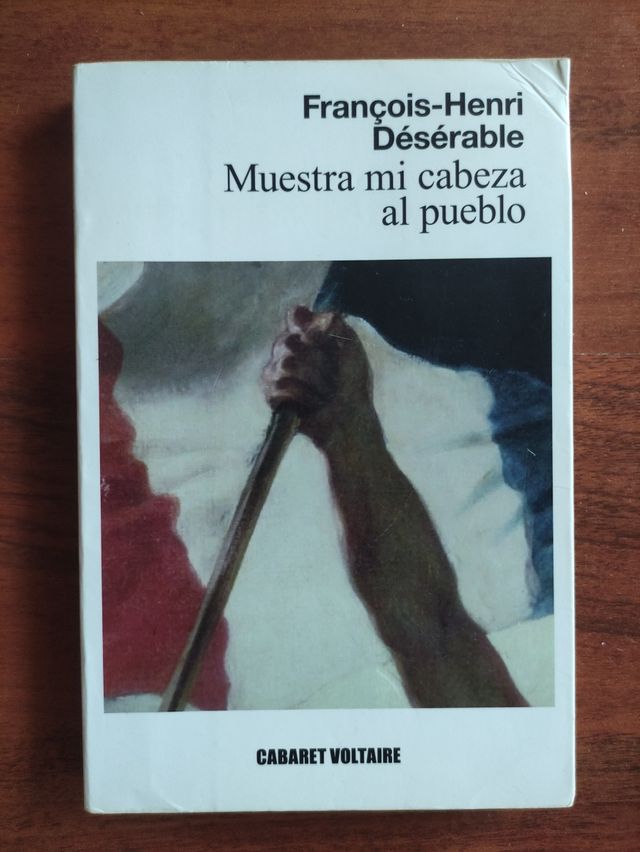 François-Henri
Désérable
Muestra mi cabeza
al pueblo
CABARET VOLTAIRE